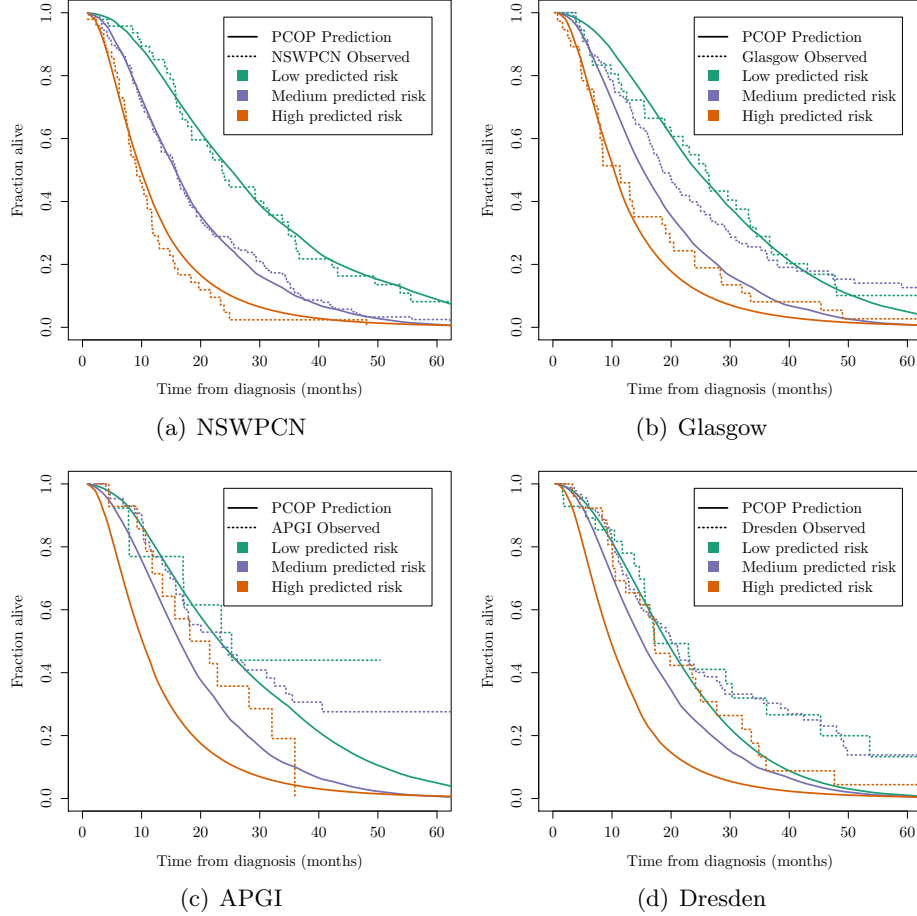 PCOP Prediction
NSWPCN Observed
Low predicted risk
Medium predicted risk
High predicted risk
Fraction alive
0.0 0.2 0.4 0.6 0.8 1.0
0 10 20 30 40 50 60
Time from diagnosis (months)
(a) NSWPCN
PCOP Prediction
Glasgow Observed
Low predicted risk
Medium predicted risk
High predicted risk
Fraction alive
0.0 0.2 0.4 0.6 0.8 1.0
0 10 20 30 40 50 60
Time from diagnosis (months)
(b) Glasgow
PCOP Prediction
APGI Observed
Low predicted risk
Medium predicted risk
High predicted risk
Fraction alive
0.0 0.2 0.4 0.6 0.8 1.0
0 10 20 30 40 50 60
Time from diagnosis (months)
(c) APGI
PCOP Prediction
Dresden Observed
Low predicted risk
Medium predicted risk
High predicted risk
Fraction alive
0.0 0.2 0.4 0.6 0.8 1.0
0 10 20 30 40 50 60
Time from diagnosis (months)
(d) Dresden